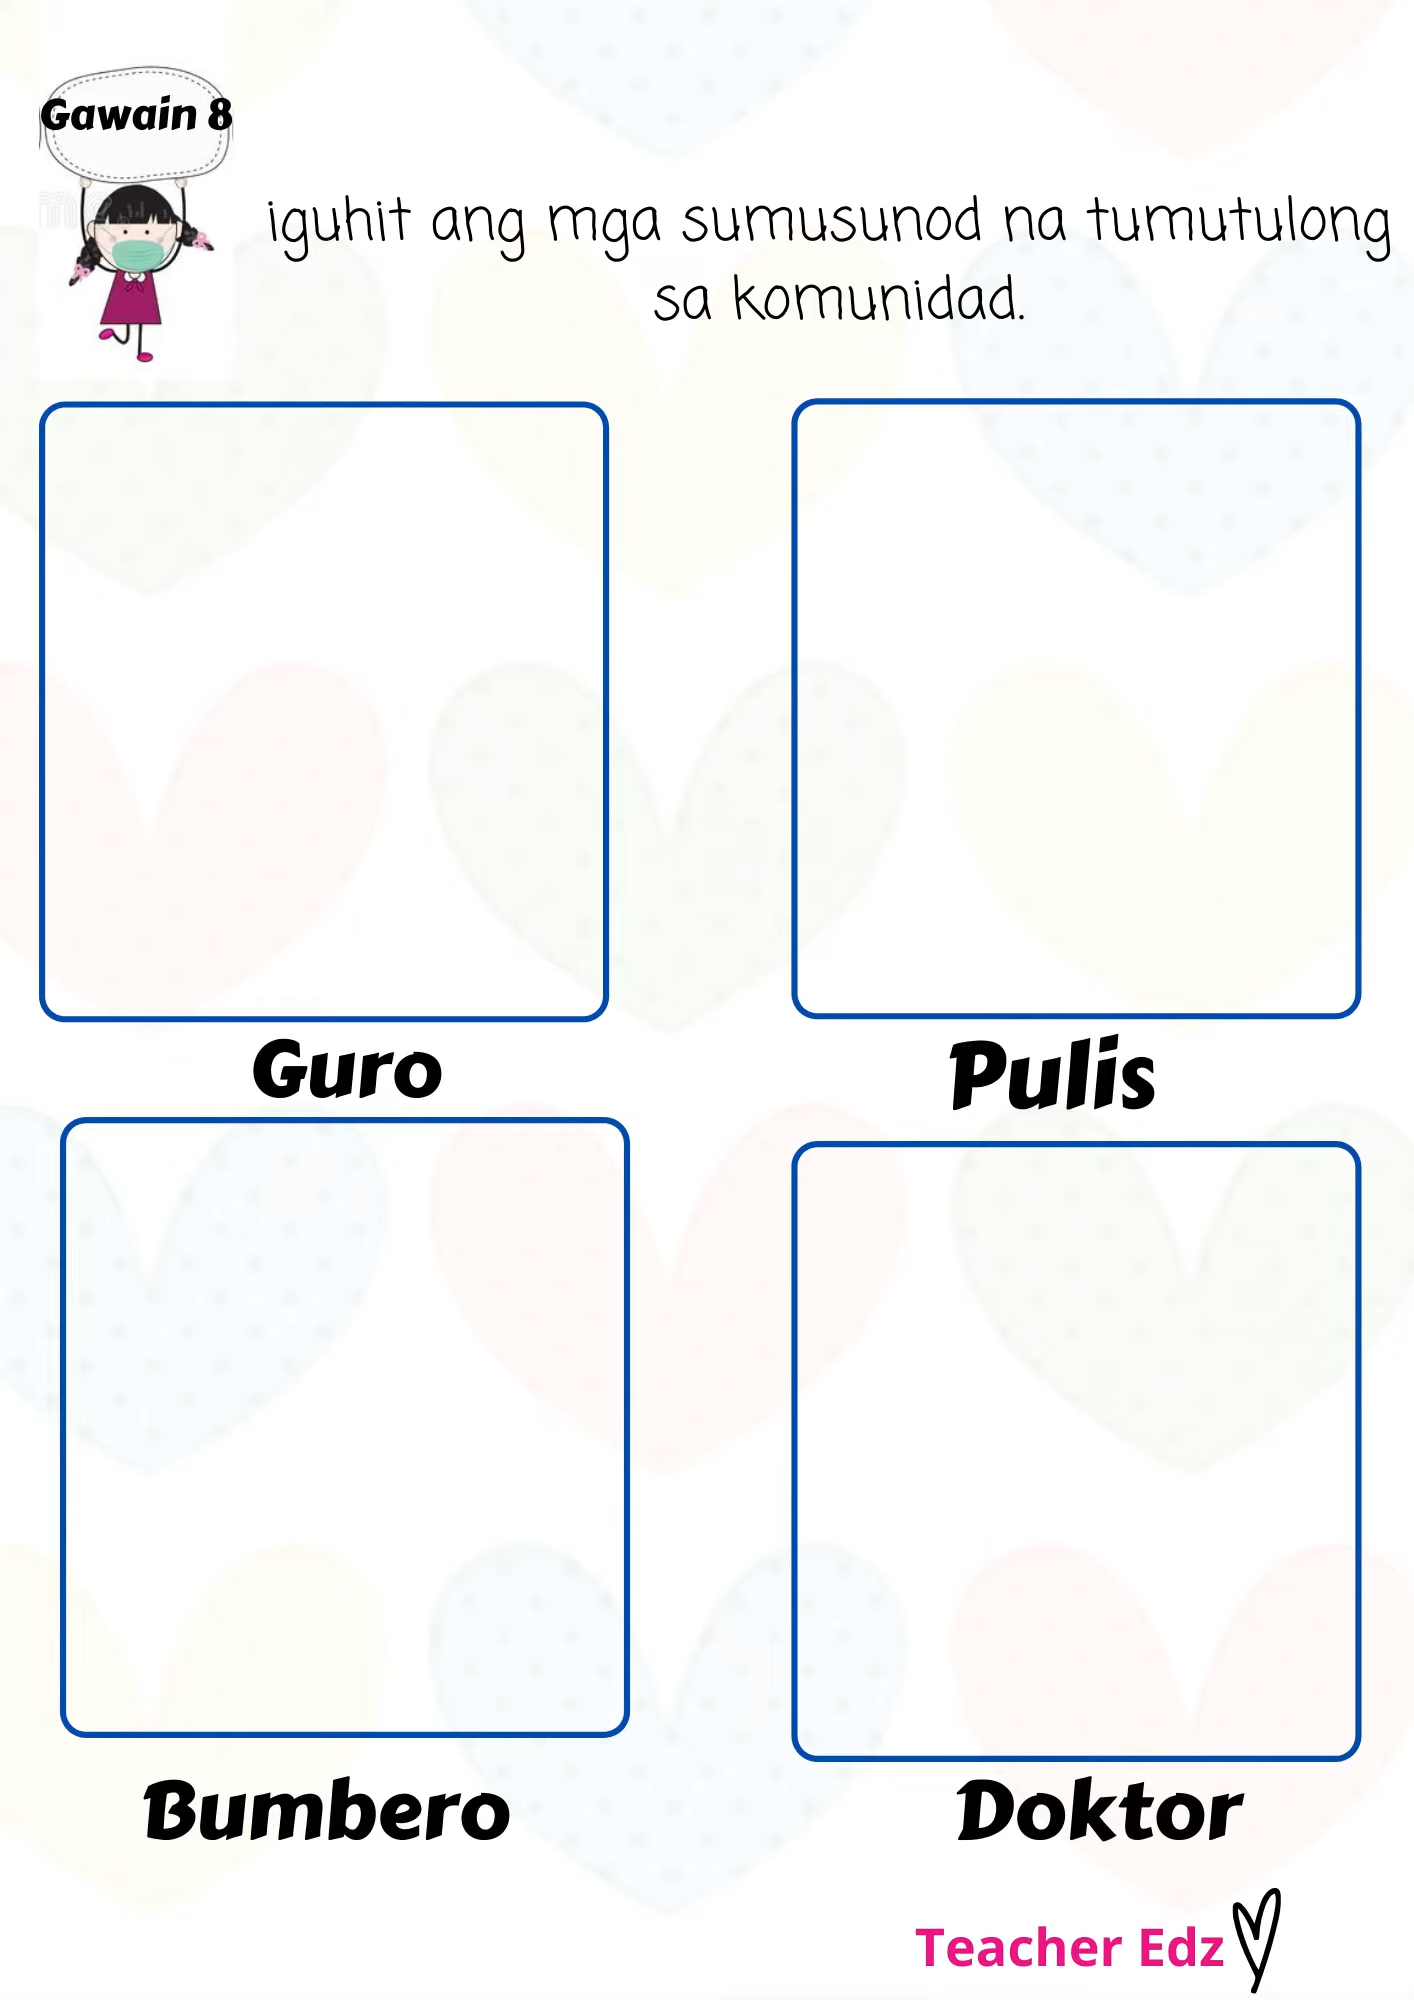 Gawain 8
iguhit ang mga sumusunod na tumutulong
sa komunidad.
Guro
Pulis
Bumbero
Doktor
Teacher Edz